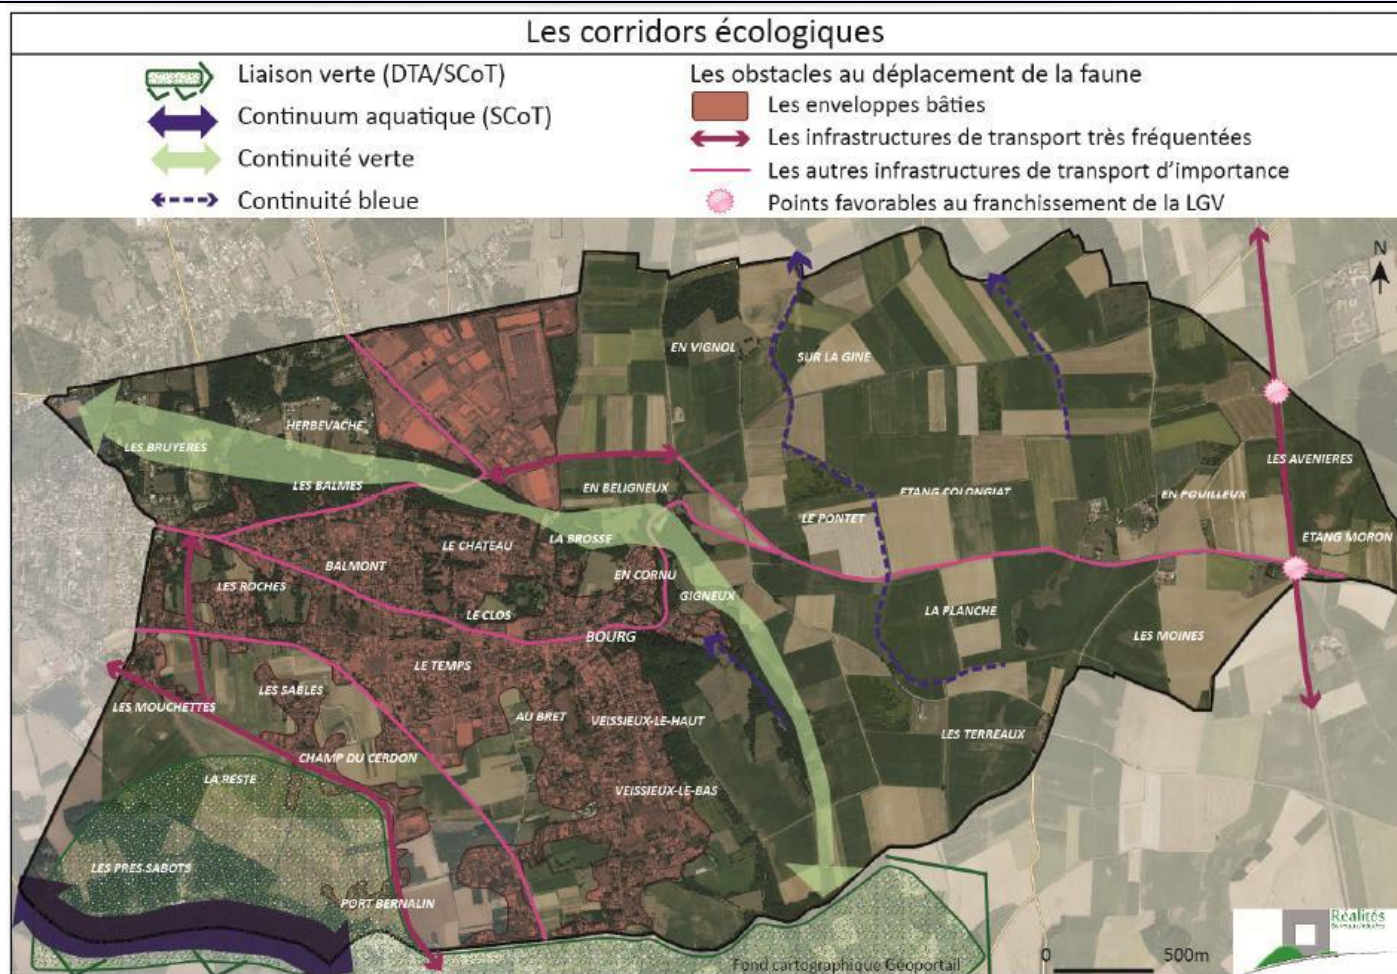 Les corridors écologiques
Liaison verte (DTA/SCoT)
Continuum aquatique (SCoT)
Continuité verte
Continuité bleue
Les obstacles au déplacement de la faune
Les enveloppes bâties
Les infrastructures de transport très fréquentées
Les autres infrastructures de transport d'importance
Points favorables au franchissement de la LGV
N
EN VIGNOL
SUR LA GINE
HERBEVACHE
LES BRUYERES
LES AVENIERES
LES BALMES
EN BELIGNEUX
ETANG COLONGIAT
EN POUILLEUX
LE PONTET
ETANG MORON
LA BROSSE
LE CHATEAU
BALMONT
EN CORNU
LES ROCHES
GIGNEUX
LE CLOS
LA PLANCHE
BOURG
LES MOINES
LE TEMPS
LES SABLES
LES MOUCHETTES
AU BRET
VEISSIEUX-LE-HAUT
LES TERREAUX
CHAMP DU CERDON
LA RESTE
VEISSIEUX-LE-BAS
LES PRES-SABOTS
PORT BERNALIN
Réalités
0 500m
Fond cartographique Géoportail